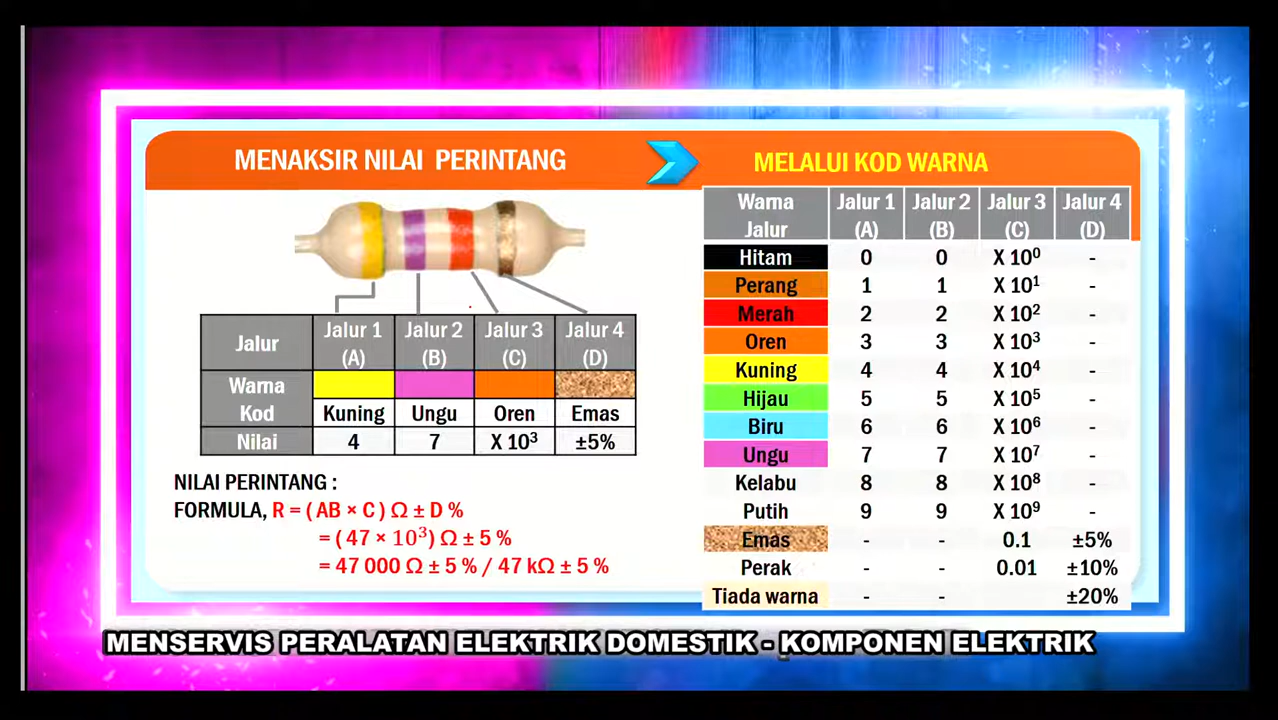 MENAKSIR NILAI PERINTANG
MELALUI KOD WARNA
Jalur Jalur 1 (A) Jalur 2 (B) Jalur 3 (C) Jalur 4 (D)
Warna Kod Kuning Ungu Oren Emas
Nilai 4 7 X 10³ ±5%
NILAI PERINTANG :
FORMULA, R = ( AB × C ) Ω ± D %
= ( 47 × 10³) Ω ± 5 %
= 47 000 Ω ± 5 % / 47 kΩ ± 5 %
Warna Jalur Jalur 1 (A) Jalur 2 (B) Jalur 3 (C) Jalur 4 (D)
Hitam 0 0 X 10⁰ -
Perang 1 1 X 10¹ -
Merah 2 2 X 10² -
Oren 3 3 X 10³ -
Kuning 4 4 X 10⁴ -
Hijau 5 5 X 10⁵ -
Biru 6 6 X 10⁶ -
Ungu 7 7 X 10⁷ -
Kelabu 8 8 X 10⁸ -
Putih 9 9 X 10⁹ -
Emas - - 0.1 ±5%
Perak - - 0.01 ±10%
Tiada warna - - ±20%
MENSERVIS PERALATAN ELEKTRIK DOMESTIK - KOMPONEN ELEKTRIK